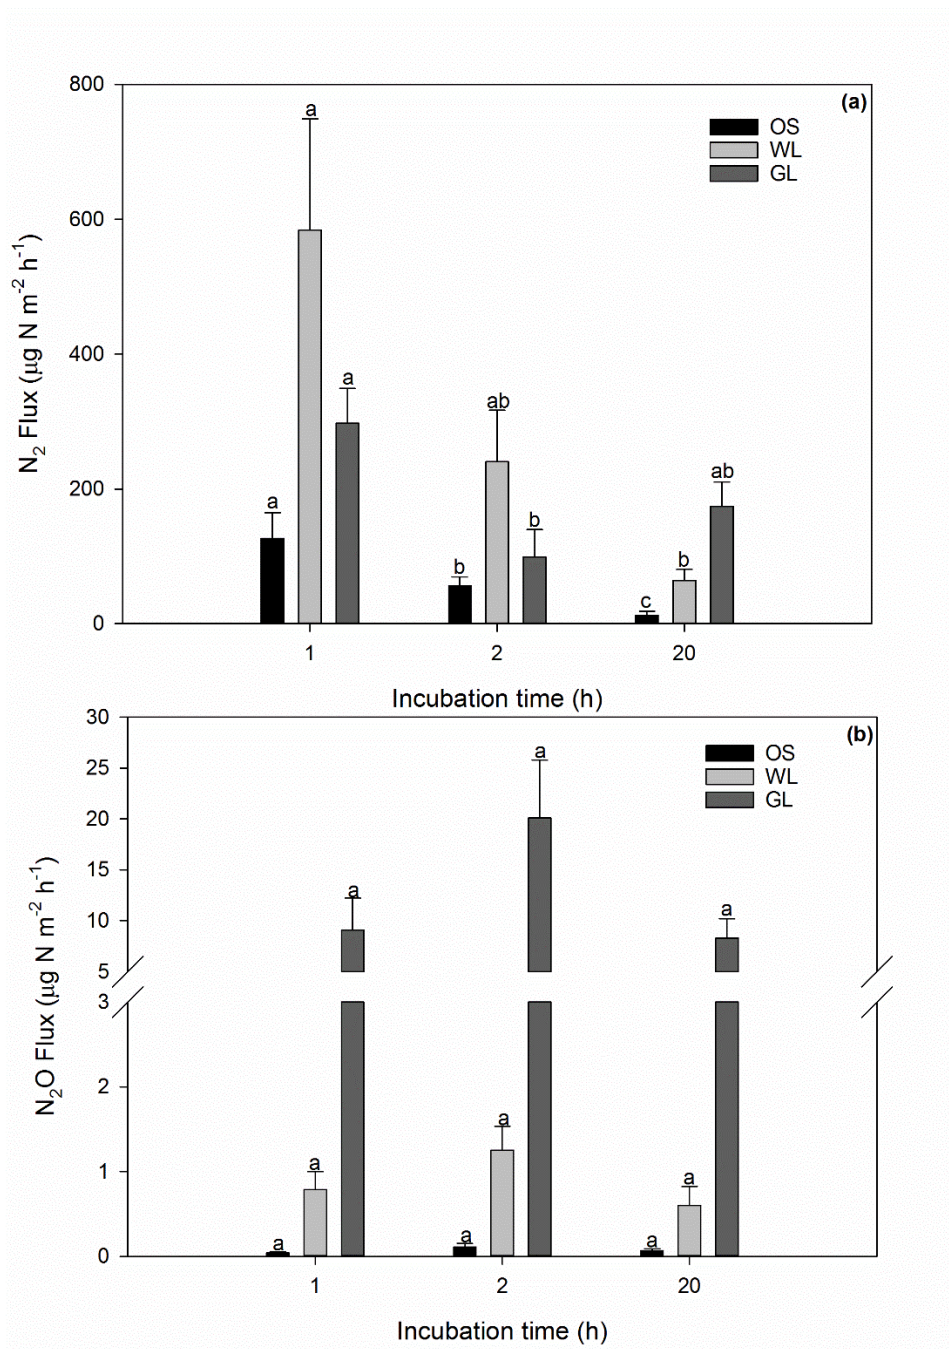 (a)
OS
WL
GL
800
600
400
200
0
N₂ Flux (µg N m⁻² h⁻¹)
a
a
a
b
ab
b
c
b
ab
1
2
20
Incubation time (h)
(b)
OS
WL
GL
30
25
20
15
10
5
3
2
1
0
N₂O Flux (µg N m⁻² h⁻¹)
a
a
a
a
a
a
a
a
a
1
2
20
Incubation time (h)